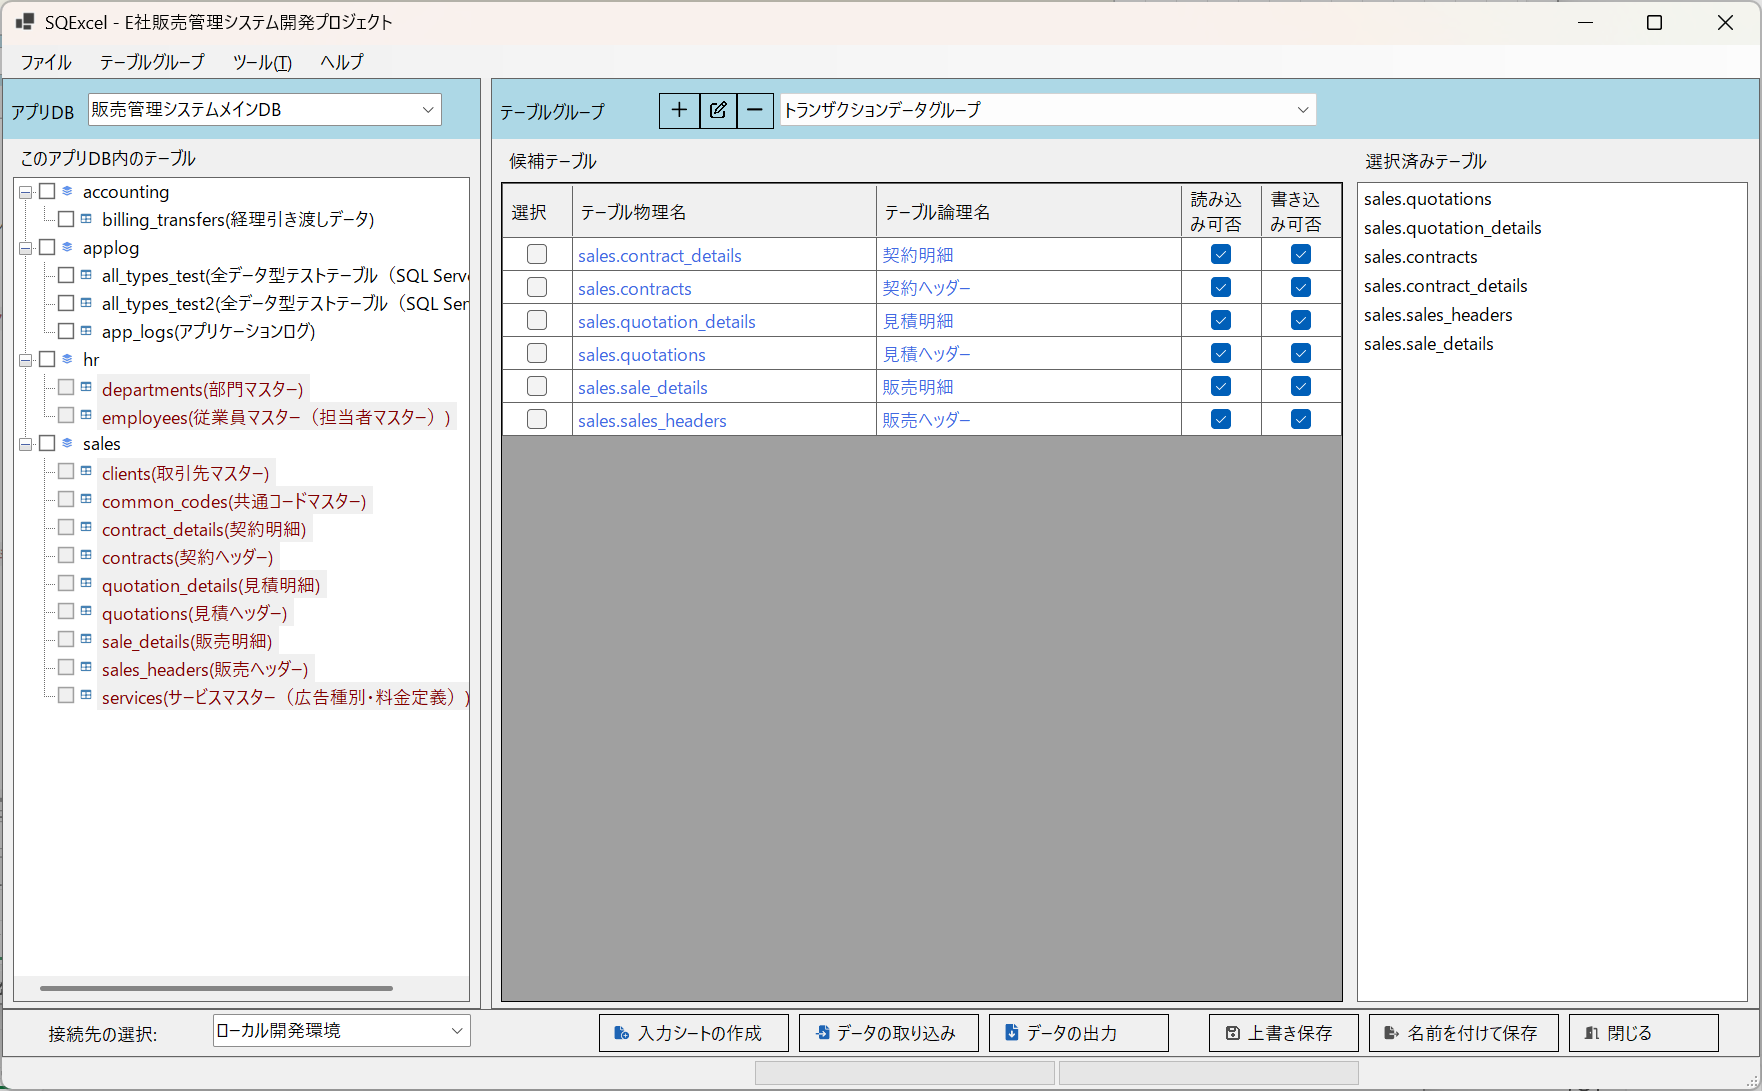 SQExcel - E社販売管理システム開発プロジェクト
ファイル テーブルグループ ツール(T) ヘルプ
アプリDB 販売管理システムメインDB
このアプリDB内のテーブル
accounting
billing_transfers(経理引き渡しデータ)
applog
all_types_test(全データ型テストテーブル（SQL Serve
all_types_test2(全データ型テストテーブル（SQL Ser
app_logs(アプリケーションログ)
hr
departments(部門マスター)
employees(従業員マスター（担当者マスター）)
sales
clients(取引先マスター)
common_codes(共通コードマスター)
contract_details(契約明細)
contracts(契約ヘッダー)
quotation_details(見積明細)
quotations(見積ヘッダー)
sale_details(販売明細)
sales_headers(販売ヘッダー)
services(サービスマスター（広告種別・料金定義）)
テーブルグループ トランザクションデータグループ
候補テーブル
選択 テーブル物理名 テーブル論理名 読み込み可否 書き込み可否
sales.contract_details 契約明細
sales.contracts 契約ヘッダー
sales.quotation_details 見積明細
sales.quotations 見積ヘッダー
sales.sale_details 販売明細
sales.sales_headers 販売ヘッダー
選択済みテーブル
sales.quotations
sales.quotation_details
sales.contracts
sales.contract_details
sales.sales_headers
sales.sale_details
接続先の選択: ローカル開発環境
入力シートの作成 データの取り込み データの出力 上書き保存 名前を付けて保存 閉じる